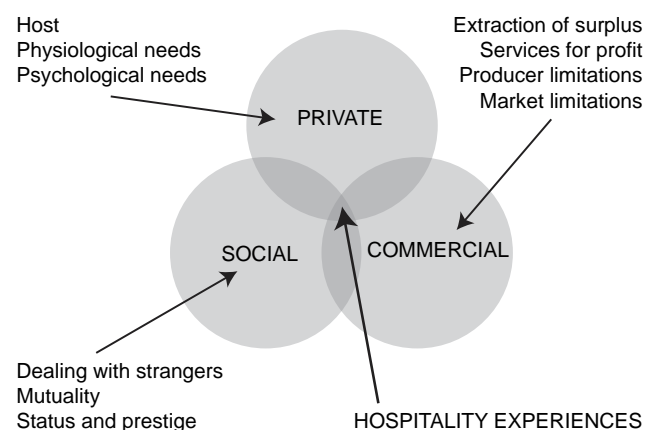 Host
Physiological needs
Psychological needs
Extraction of surplus
Services for profit
Producer limitations
Market limitations
PRIVATE
SOCIAL
COMMERCIAL
Dealing with strangers
Mutuality
Status and prestige
HOSPITALITY EXPERIENCES